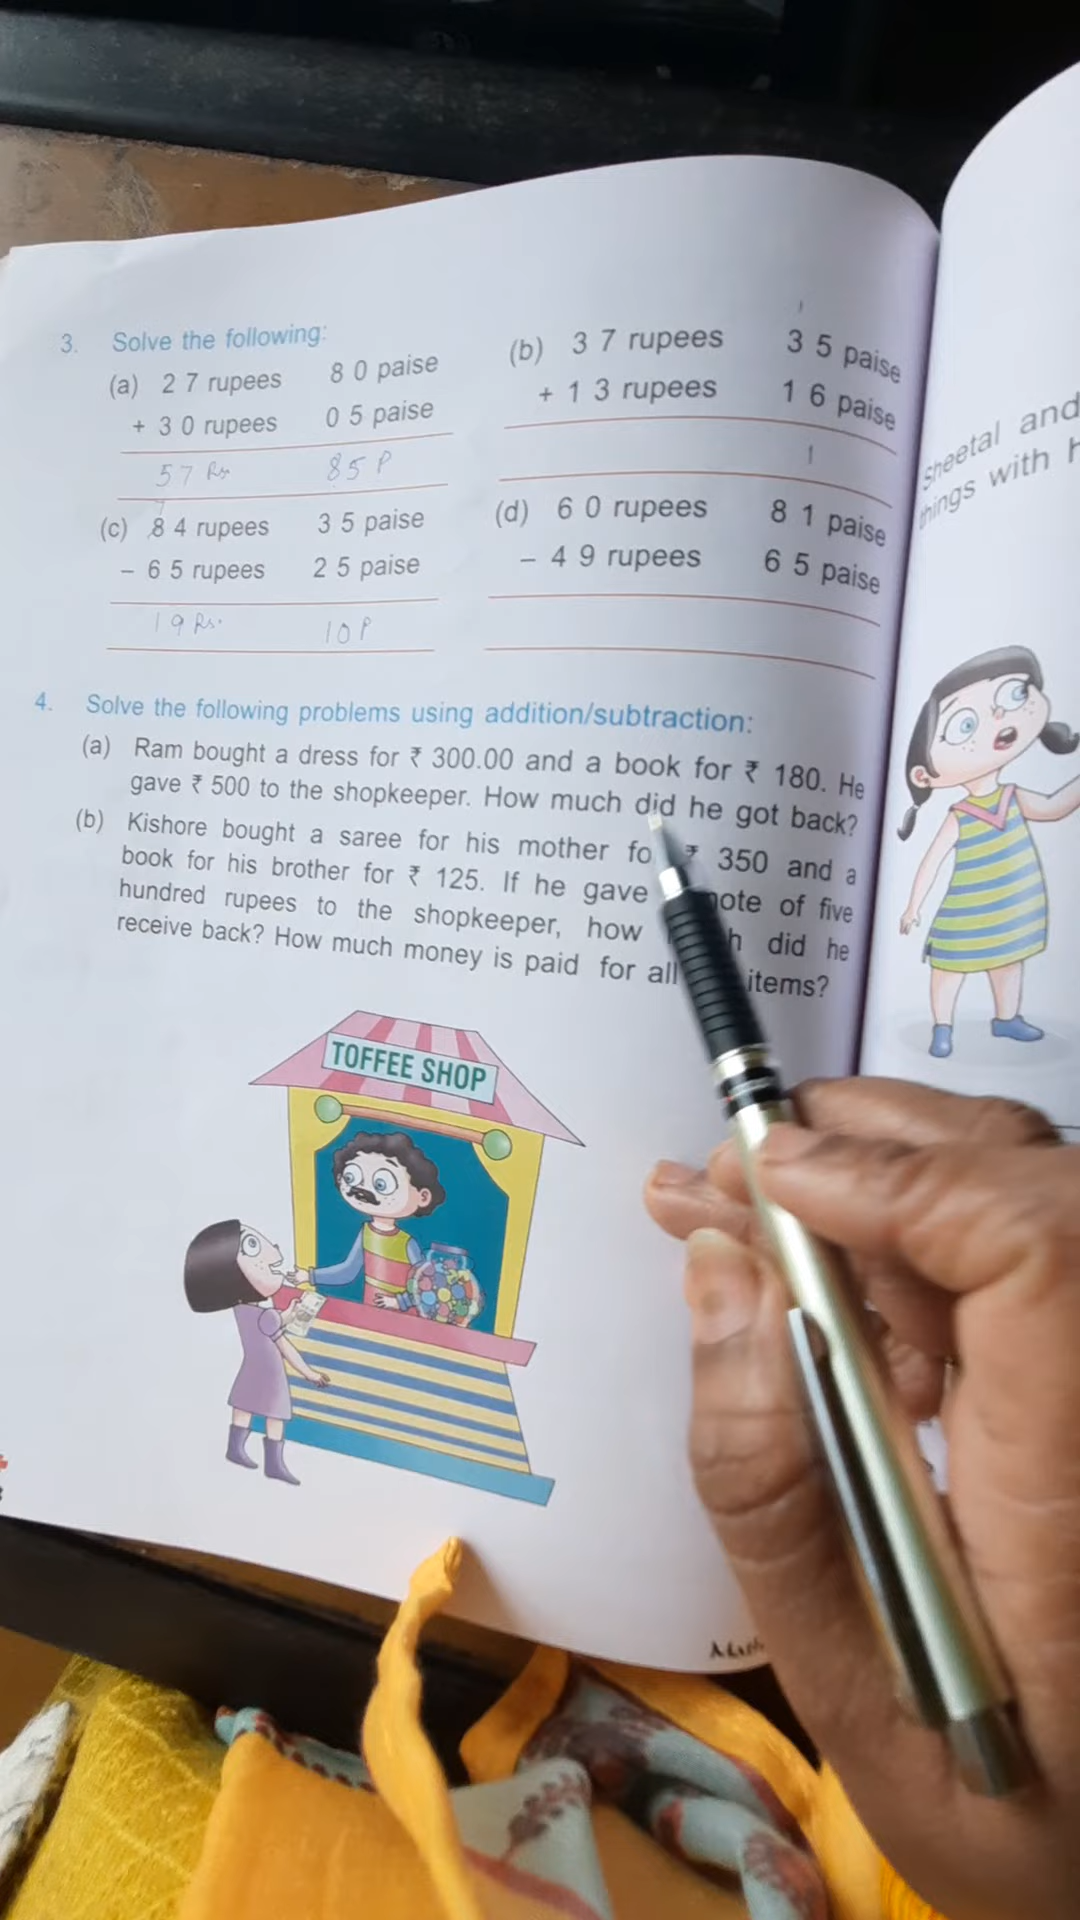 3. Solve the following:
(a) 2 7 rupees 8 0 paise
+ 3 0 rupees 0 5 paise
57 Rs 85 P
(b) 3 7 rupees 3 5 paise
+ 1 3 rupees 1 6 paise
1
7
(c) 8 4 rupees 3 5 paise
- 6 5 rupees 2 5 paise
19 Rs. 10 P
(d) 6 0 rupees 8 1 paise
- 4 9 rupees 6 5 paise
4. Solve the following problems using addition/subtraction:
(a) Ram bought a dress for ₹ 300.00 and a book for ₹ 180. He
gave ₹ 500 to the shopkeeper. How much did he got back?
(b) Kishore bought a saree for his mother fo ₹ 350 and a
book for his brother for ₹ 125. If he gave note of five
hundred rupees to the shopkeeper, how h did he
receive back? How much money is paid for all items?
TOFFEE SHOP
sheetal and
things with h